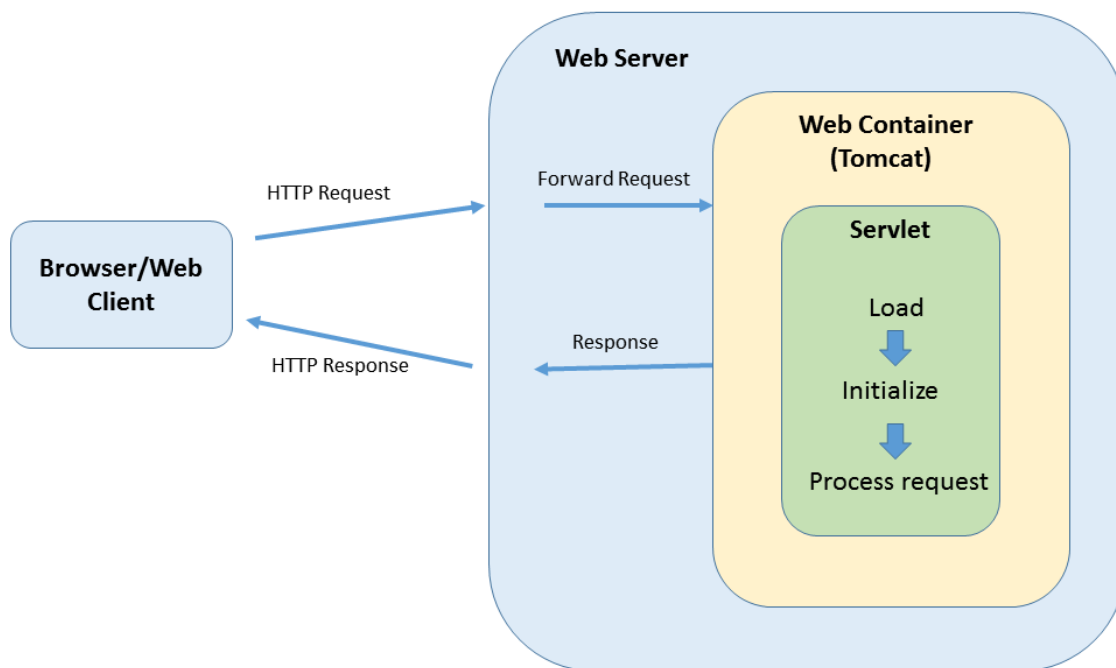 Web Server
Web Container
(Tomcat)
HTTP Request
Forward Request
Servlet
Browser/Web
Client
Load
Response
HTTP Response
Initialize
Process request